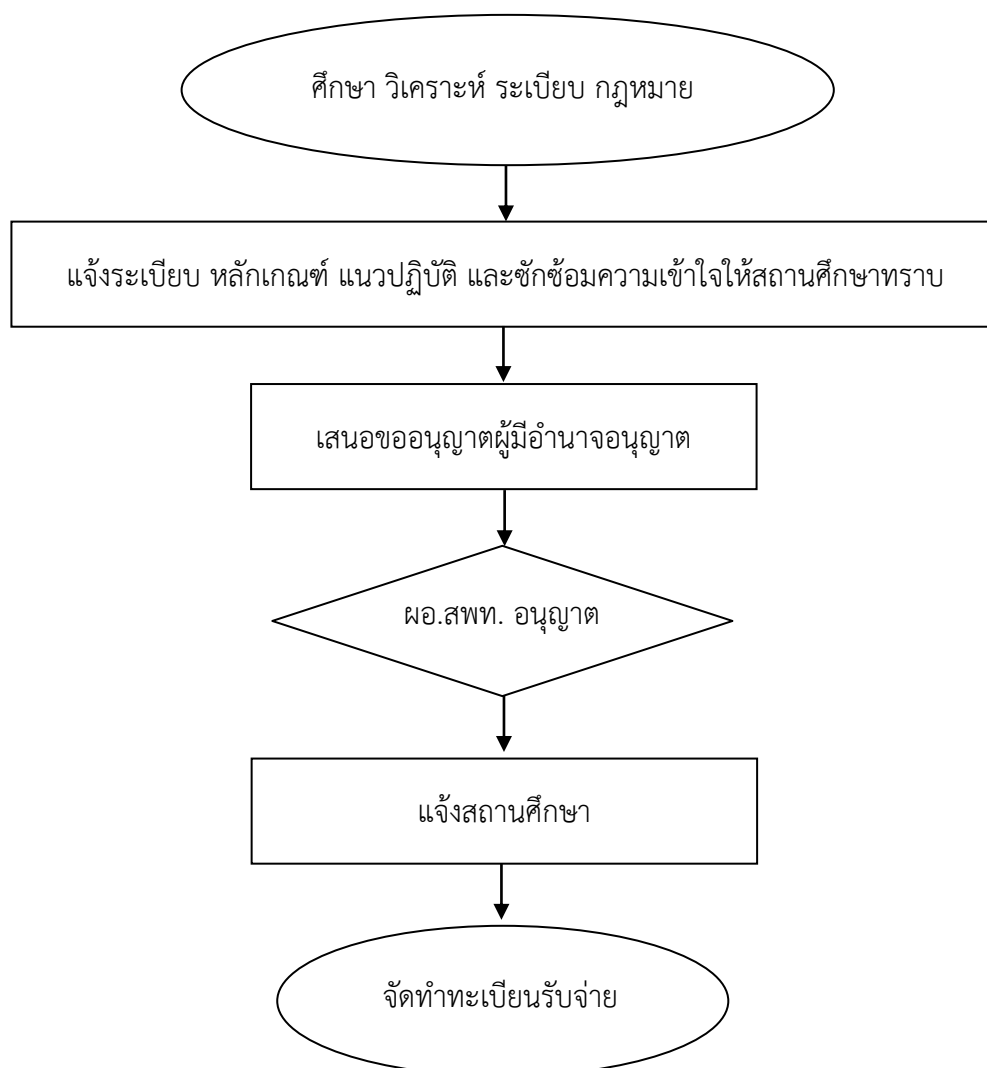 ศึกษา วิเคราะห์ ระเบียบ กฎหมาย
แจ้งระเบียบ หลักเกณฑ์ แนวปฏิบัติ และซักซ้อมความเข้าใจให้สถานศึกษาทราบ
เสนอขออนุญาตผู้มีอำนาจอนุญาต
ผอ.สพท. อนุญาต
แจ้งสถานศึกษา
จัดทำทะเบียนรับจ่าย